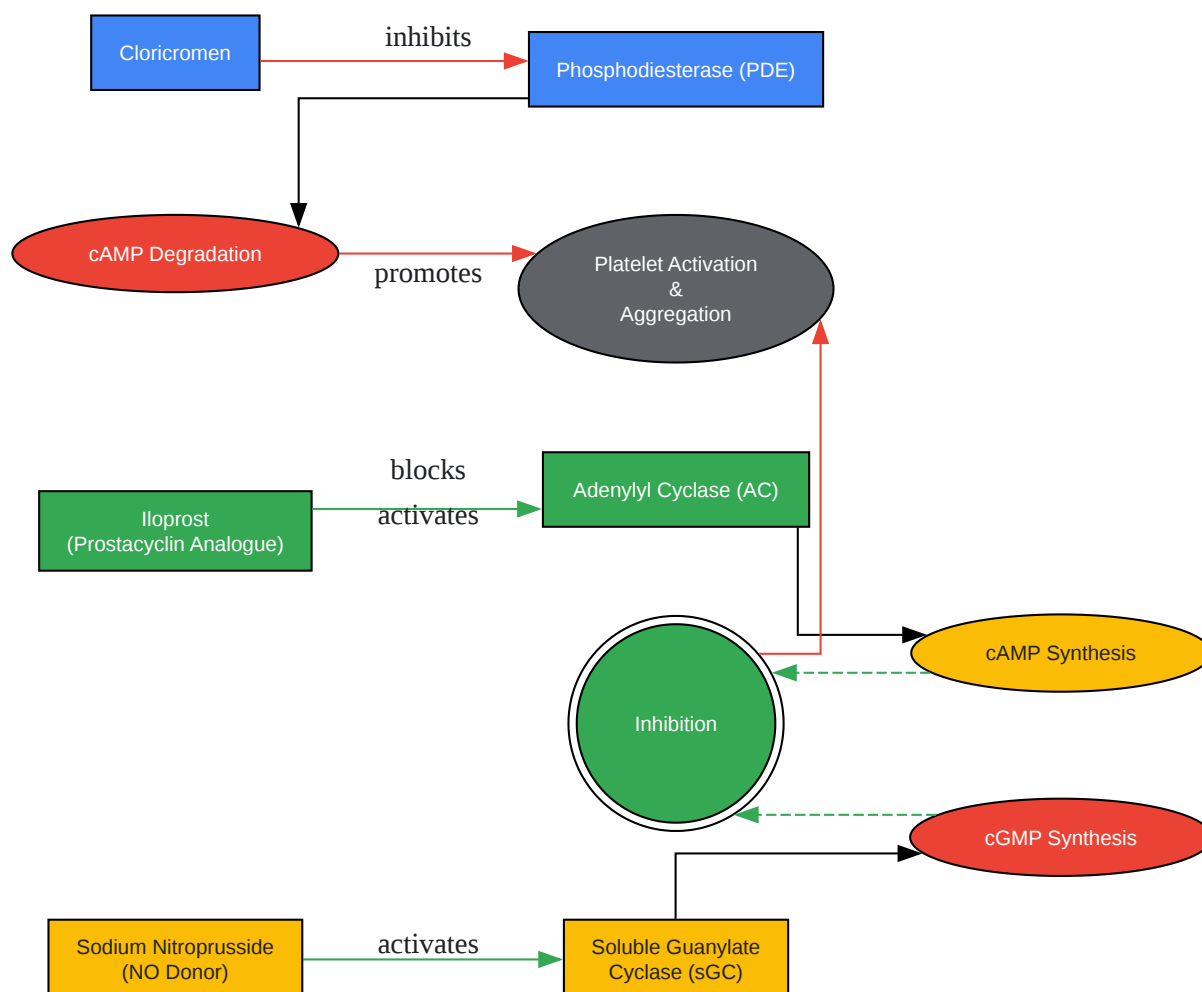 Cloricromen
inhibits
Phosphodiesterase (PDE)
cAMP Degradation
promotes
Platelet Activation
&
Aggregation
blocks
activates
Iloprost
(Prostacyclin Analogue)
Adenylyl Cyclase (AC)
cAMP Synthesis
Inhibition
cGMP Synthesis
Sodium Nitroprusside
(NO Donor)
activates
Soluble Guanylate
Cyclase (sGC)